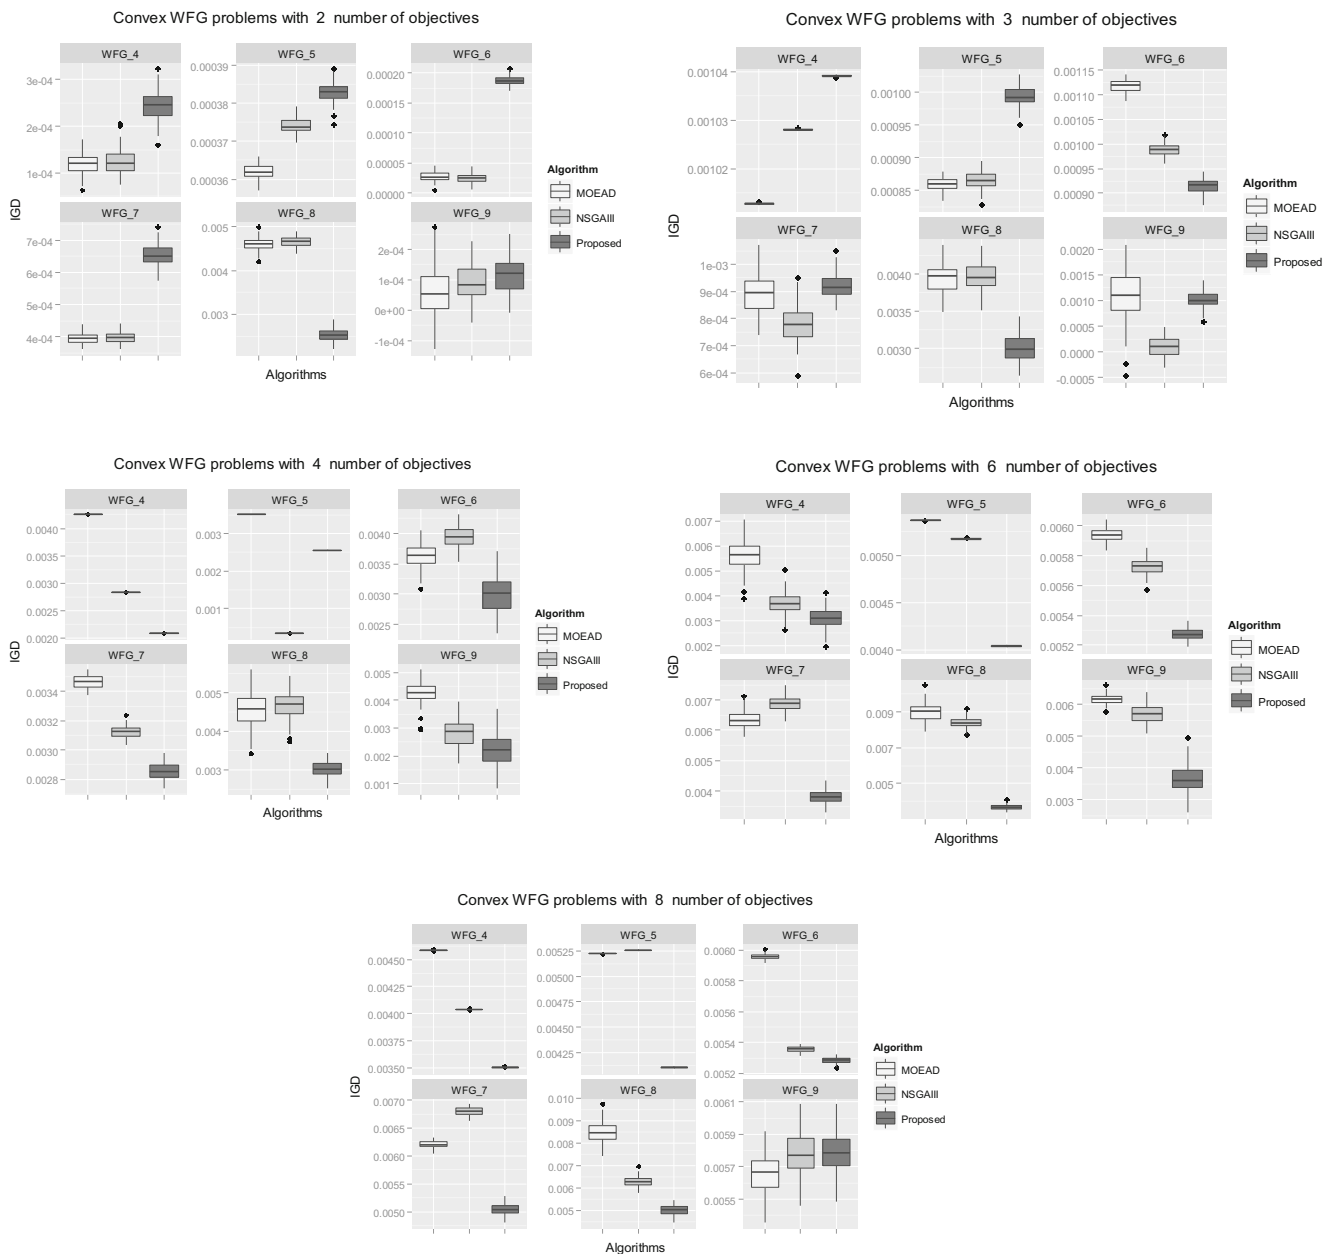 Convex WFG problems with 2 number of objectives
WFG_4
WFG_5
WFG_6
3e-04
2e-04
1e-04
0.00039
0.00038
0.00037
0.00036
0.00020
0.00015
0.00010
0.00005
0.00000
WFG_7
WFG_8
WFG_9
7e-04
6e-04
5e-04
4e-04
0.005
0.004
0.003
2e-04
1e-04
0e+00
-1e-04
IGD
Algorithms
Algorithm
MOEAD
NSGAIII
Proposed
Convex WFG problems with 3 number of objectives
WFG_4
WFG_5
WFG_6
0.00104
0.00103
0.00102
0.00100
0.00095
0.00090
0.00085
0.00115
0.00110
0.00105
0.00100
0.00095
0.00090
WFG_7
WFG_8
WFG_9
1e-03
9e-04
8e-04
7e-04
6e-04
0.0040
0.0035
0.0030
0.0020
0.0015
0.0010
0.0005
0.0000
-0.0005
IGD
Algorithms
Algorithm
MOEAD
NSGAIII
Proposed
Convex WFG problems with 4 number of objectives
WFG_4
WFG_5
WFG_6
0.0040
0.0035
0.0030
0.0025
0.0020
0.003
0.002
0.001
0.0040
0.0035
0.0030
0.0025
WFG_7
WFG_8
WFG_9
0.0034
0.0032
0.0030
0.0028
0.005
0.004
0.003
0.005
0.004
0.003
0.002
0.001
IGD
Algorithms
Algorithm
MOEAD
NSGAIII
Proposed
Convex WFG problems with 6 number of objectives
WFG_4
WFG_5
WFG_6
0.007
0.006
0.005
0.004
0.003
0.002
0.0050
0.0045
0.0040
0.0060
0.0058
0.0056
0.0054
0.0052
WFG_7
WFG_8
WFG_9
0.007
0.006
0.005
0.004
0.009
0.007
0.005
0.006
0.005
0.004
0.003
IGD
Algorithms
Algorithm
MOEAD
NSGAIII
Proposed
Convex WFG problems with 8 number of objectives
WFG_4
WFG_5
WFG_6
0.00450
0.00425
0.00400
0.00375
0.00350
0.00525
0.00500
0.00475
0.00450
0.00425
0.0060
0.0058
0.0056
0.0054
0.0052
WFG_7
WFG_8
WFG_9
0.0070
0.0065
0.0060
0.0055
0.0050
0.010
0.009
0.008
0.007
0.006
0.005
0.0061
0.0059
0.0057
0.0055
IGD
Algorithms
Algorithm
MOEAD
NSGAIII
Proposed